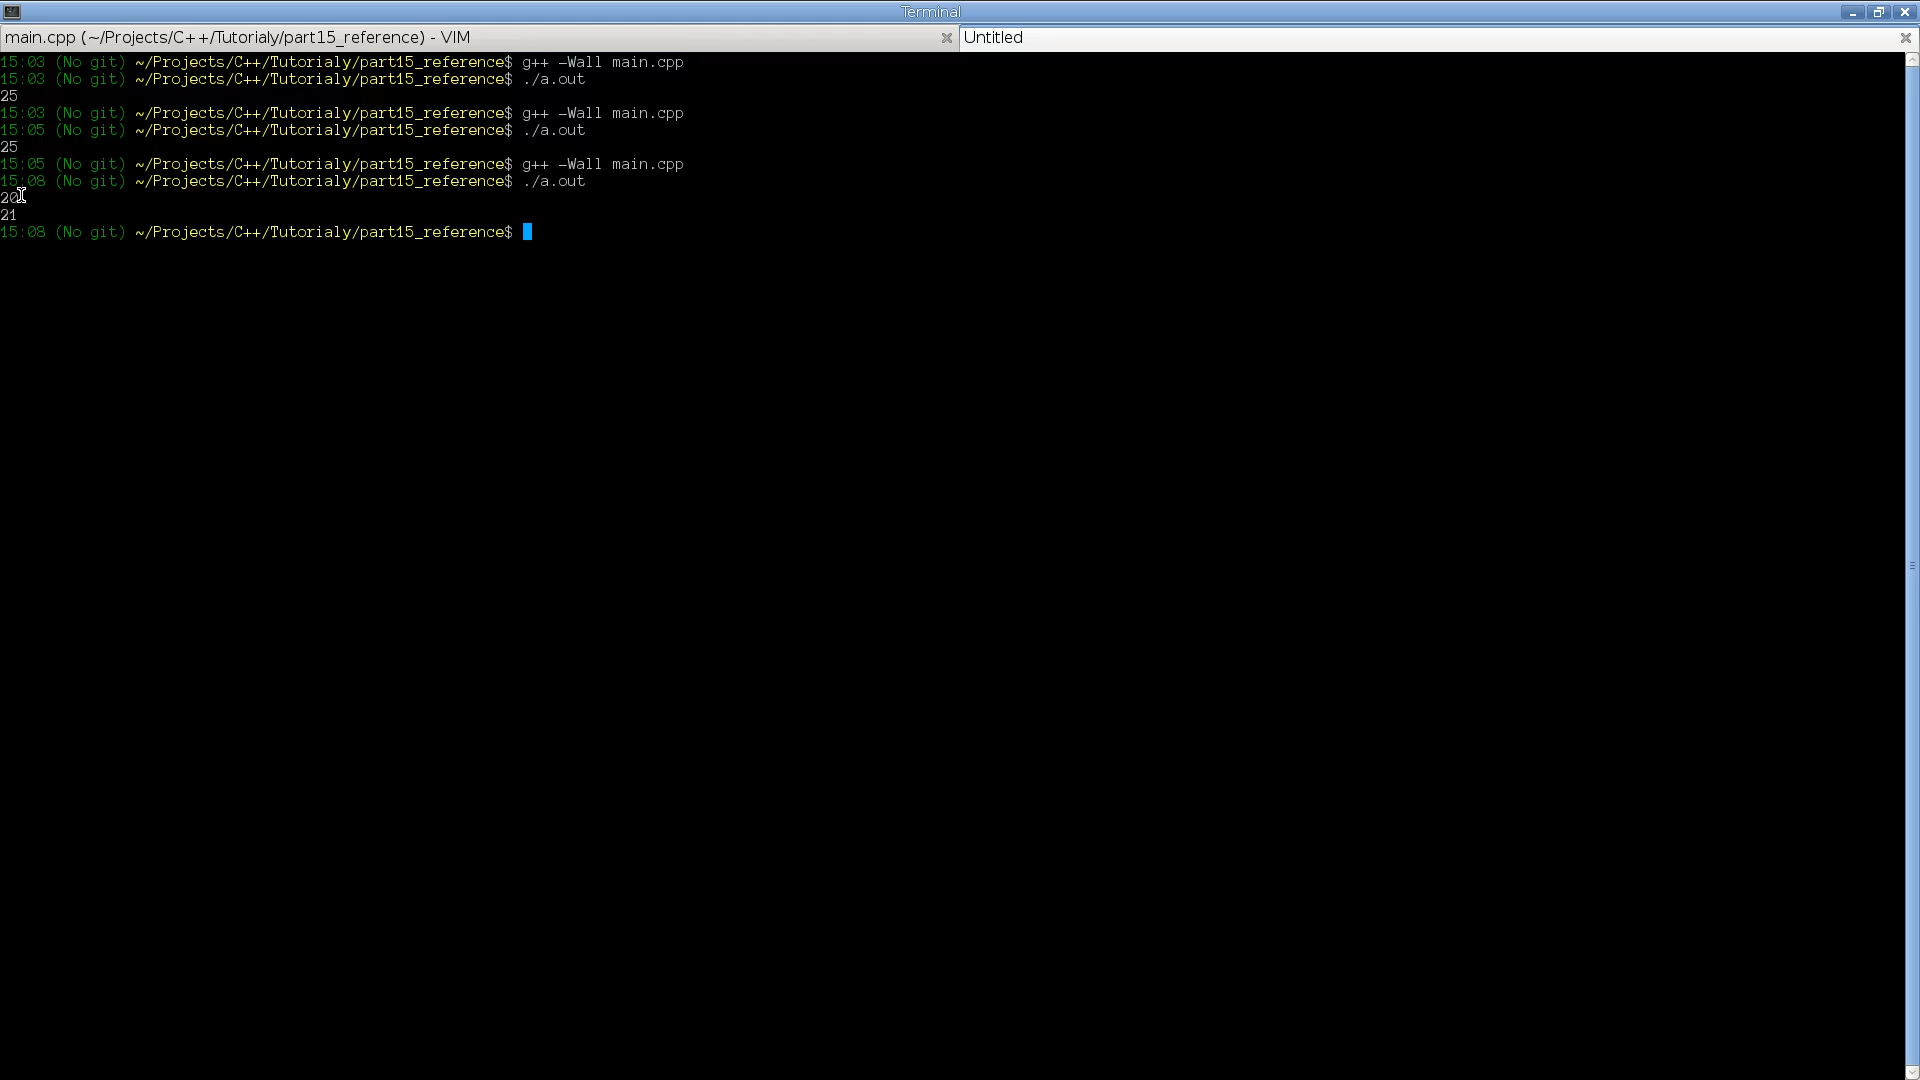 Terminal
main.cpp (~/Projects/C++/Tutorialy/part15_reference) - VIM
Untitled
15:03 (No git) ~/Projects/C++/Tutorialy/part15_reference$ g++ -Wall main.cpp
15:03 (No git) ~/Projects/C++/Tutorialy/part15_reference$ ./a.out
25
15:03 (No git) ~/Projects/C++/Tutorialy/part15_reference$ g++ -Wall main.cpp
15:05 (No git) ~/Projects/C++/Tutorialy/part15_reference$ ./a.out
25
15:05 (No git) ~/Projects/C++/Tutorialy/part15_reference$ g++ -Wall main.cpp
15:08 (No git) ~/Projects/C++/Tutorialy/part15_reference$ ./a.out
20
21
15:08 (No git) ~/Projects/C++/Tutorialy/part15_reference$